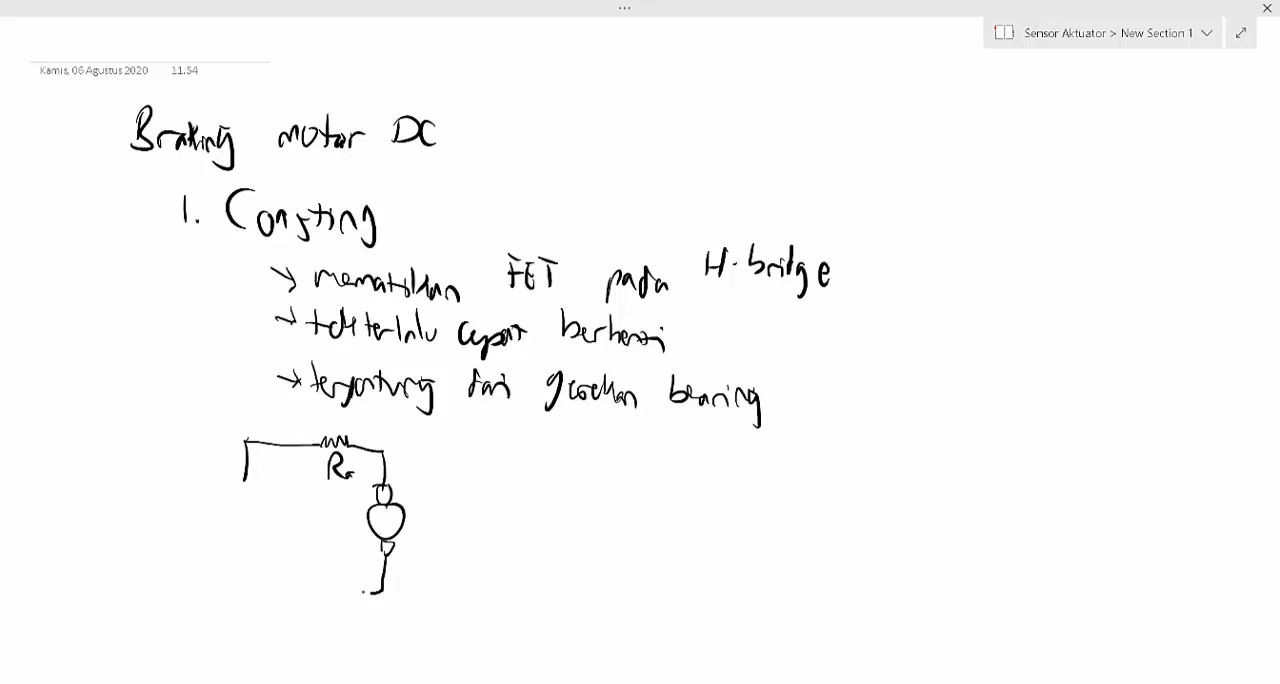 ...
Sensor Aktuator > New Section 1
Kamis, 06 Agustus 2020 11.54
Braking motor DC
1. Coasting
→ mematikan FET pada H-bridge
→ tdk terlalu cepat berhenti
→ tergantung dari gesekan bearing
Ra